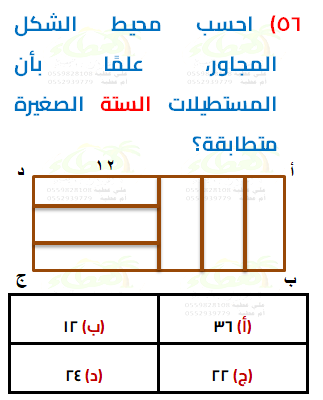 ٥٦) احسب محيط الشكل
المجاور، علمًا بأن
المستطيلات الستة الصغيرة
متطابقة؟
د ١٢ أ
ج ب
(أ) ٣٦ (ب) ١٢
(ج) ٢٢ (د) ٢٤